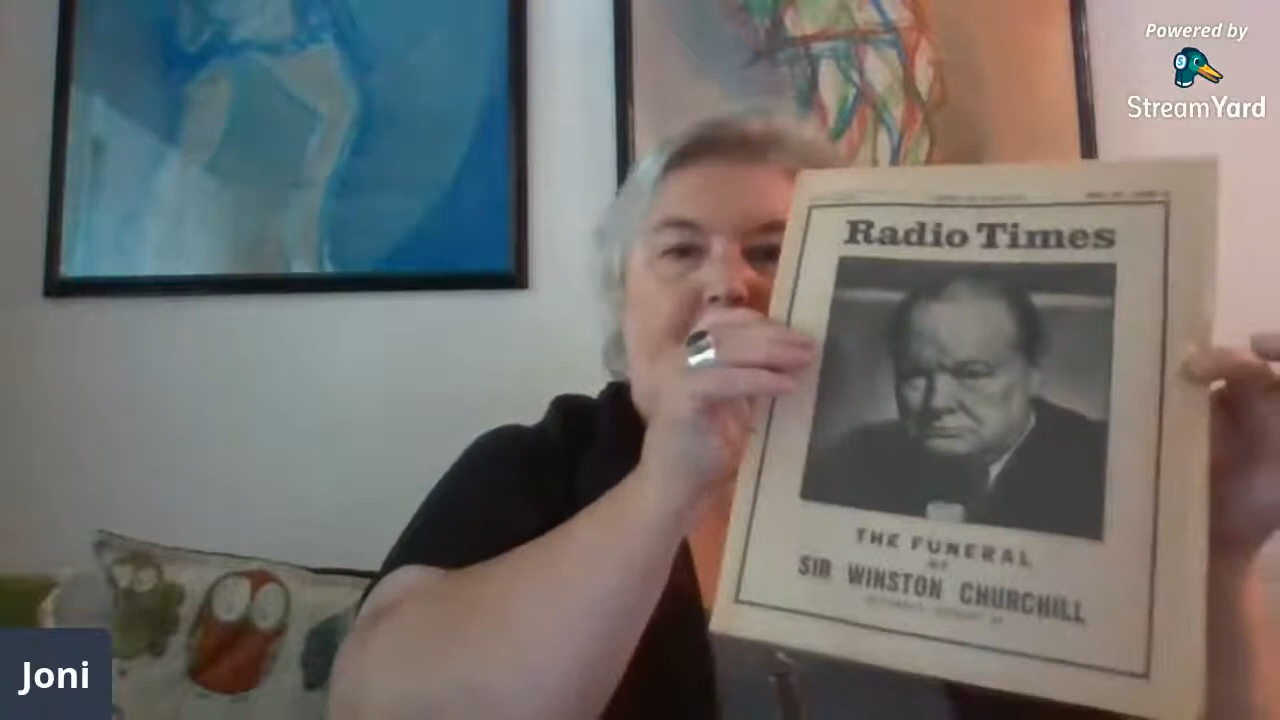 Powered by
StreamYard
Radio Times
THE FUNERAL
OF
SIR WINSTON CHURCHILL
Joni